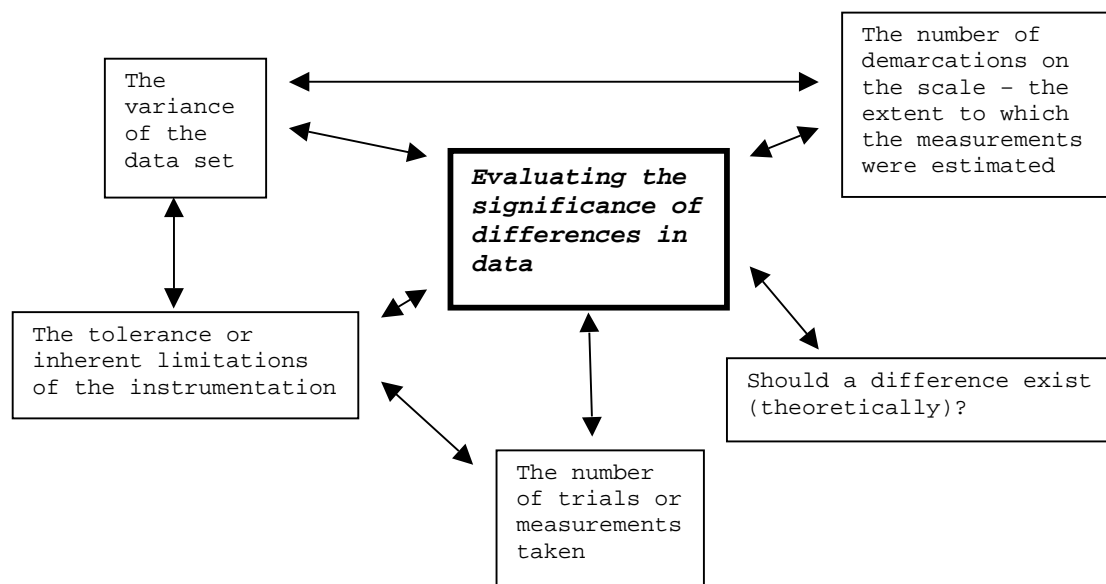 The number of
demarcations on
the scale – the
extent to which
the measurements
were estimated
The
variance
of the
data set
Evaluating the
significance of
differences in
data
The tolerance or
inherent limitations
of the instrumentation
Should a difference exist
(theoretically)?
The number
of trials or
measurements
taken